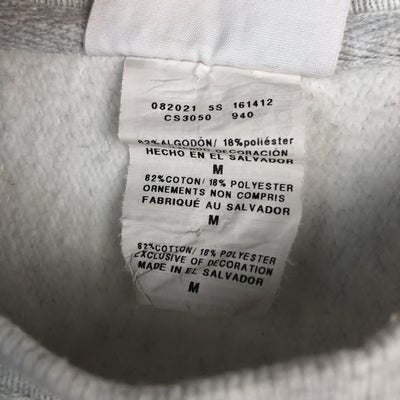 082021 5S 161412
CS3050 940
82% ALGODÓN/ 18% poliéster
DECORACIÓN
HECHO EN EL SALVADOR
M
82%COTON/ 18% POLYESTER
ORNEMENTS NON COMPRIS
FABRIQUÉ AU SALVADOR
M
82%COTTON/ 18% POLYESTER
EXCLUSIVE OF DECORATION
MADE IN EL SALVADOR
M